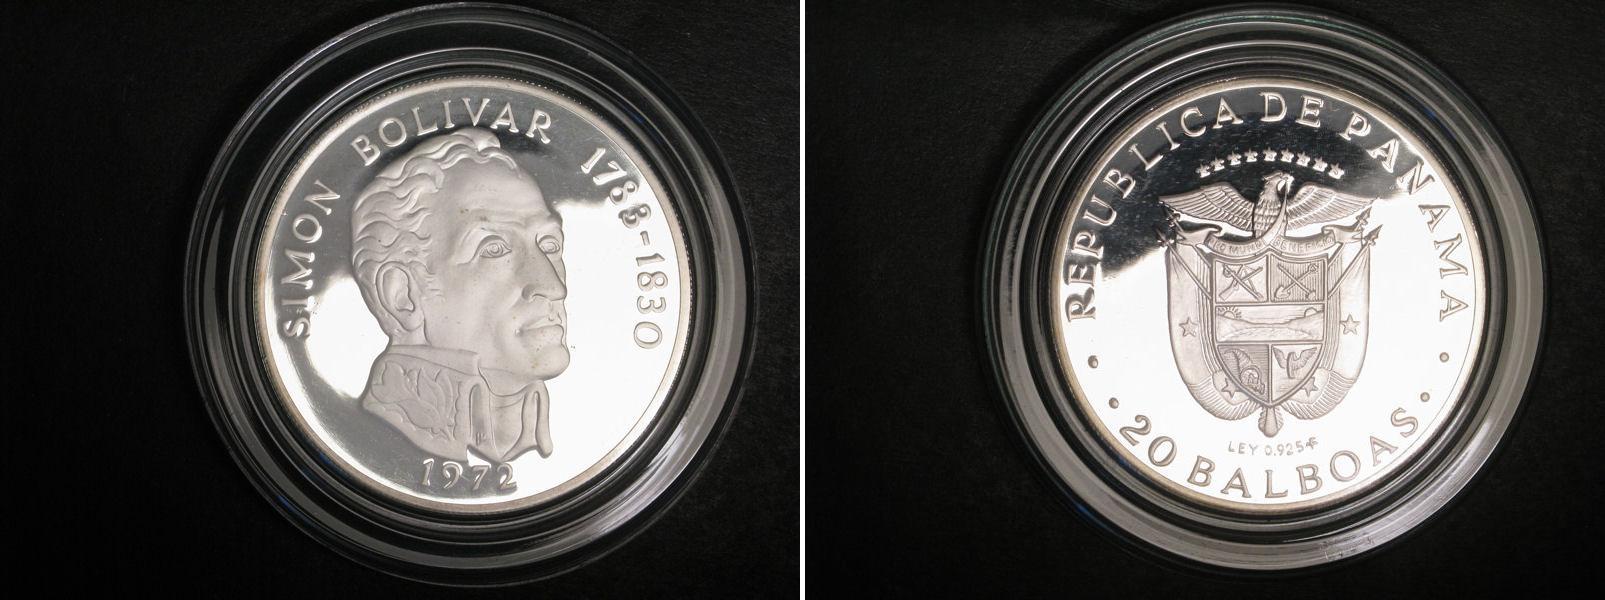 SIMON BOLIVAR 1783-1830
1972
REPUBLICA DE PANAMA
LEY 0.925
20 BALBOAS